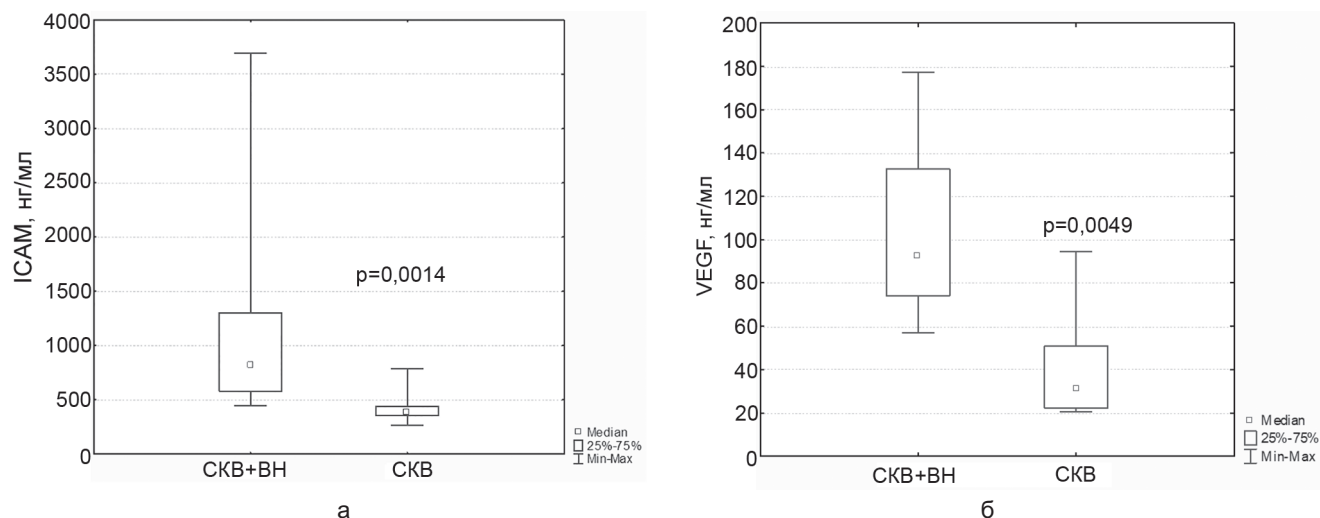 4000
3500
3000
2500
2000
1500
1000
500
0
ICAM, нг/мл
p=0,0014
СКВ+ВН
СКВ
Median
25%-75%
Min-Max
а
200
180
160
140
120
100
80
60
40
20
0
VEGF, нг/мл
p=0,0049
СКВ+ВН
СКВ
Median
25%-75%
Min-Max
б